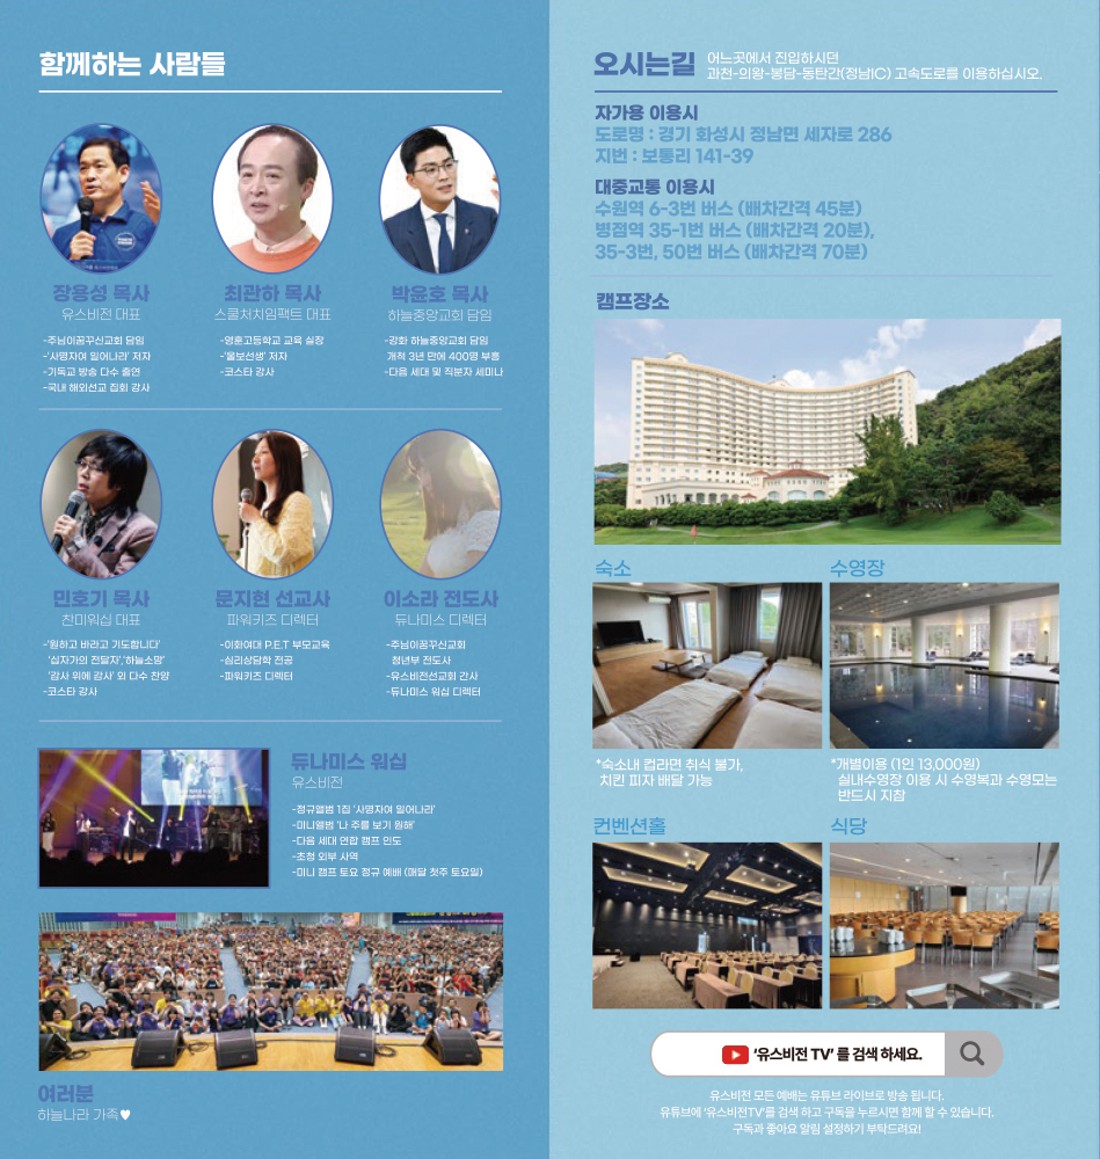 함께하는 사람들
장용성 목사
유스비전 대표
-주님이꿈꾸신교회 담임
-'사명자여 일어나라' 저자
-기독교 방송 다수 출연
-국내 해외선교 집회 강사
최관하 목사
스쿨처치임팩트 대표
-영훈고등학교 교육 실장
-'울보선생' 저자
-코스타 강사
박윤호 목사
하늘중앙교회 담임
-강화 하늘중앙교회 담임
개척 3년 만에 400명 부흥
-다음 세대 및 직분자 세미나
민호기 목사
찬미워십 대표
-'원하고 바라고 기도합니다'
'십자가의 전달자','하늘소망'
'감사 위에 감사' 외 다수 찬양
-코스타 강사
문지현 선교사
파워키즈 디렉터
-이화여대 P.E.T 부모교육
-심리상담학 전공
-파워키즈 디렉터
이소라 전도사
듀나미스 디렉터
-주님이꿈꾸신교회
청년부 전도사
-유스비전선교회 간사
-듀나미스 워십 디렉터
듀나미스 워십
유스비전
-정규앨범 1집 '사명자여 일어나라'
-미니앨범 '나 주를 보기 원해'
-다음 세대 연합 캠프 인도
-초청 외부 사역
-미니 캠프 토요 정규 예배 (매달 첫주 토요일)
여러분
하늘나라 가족♥
오시는길
어느곳에서 진입하시던
과천-의왕-봉담-동탄간(정남IC) 고속도로를 이용하십시오.
자가용 이용시
도로명 : 경기 화성시 정남면 세자로 286
지번 : 보통리 141-39
대중교통 이용시
수원역 6-3번 버스 (배차간격 45분)
병점역 35-1번 버스 (배차간격 20분),
35-3번, 50번 버스 (배차간격 70분)
캠프장소
숙소
수영장
*숙소내 컵라면 취식 불가,
치킨 피자 배달 가능
*개별이용 (1인 13,000원)
실내수영장 이용 시 수영복과 수영모는
반드시 지참
컨벤션홀
식당
'유스비전 TV' 를 검색 하세요.
유스비전 모든 예배는 유튜브 라이브로 방송 됩니다.
유튜브에 '유스비전TV'를 검색 하고 구독을 누르시면 함께 할 수 있습니다.
구독과 좋아요 알림 설정하기 부탁드려요!